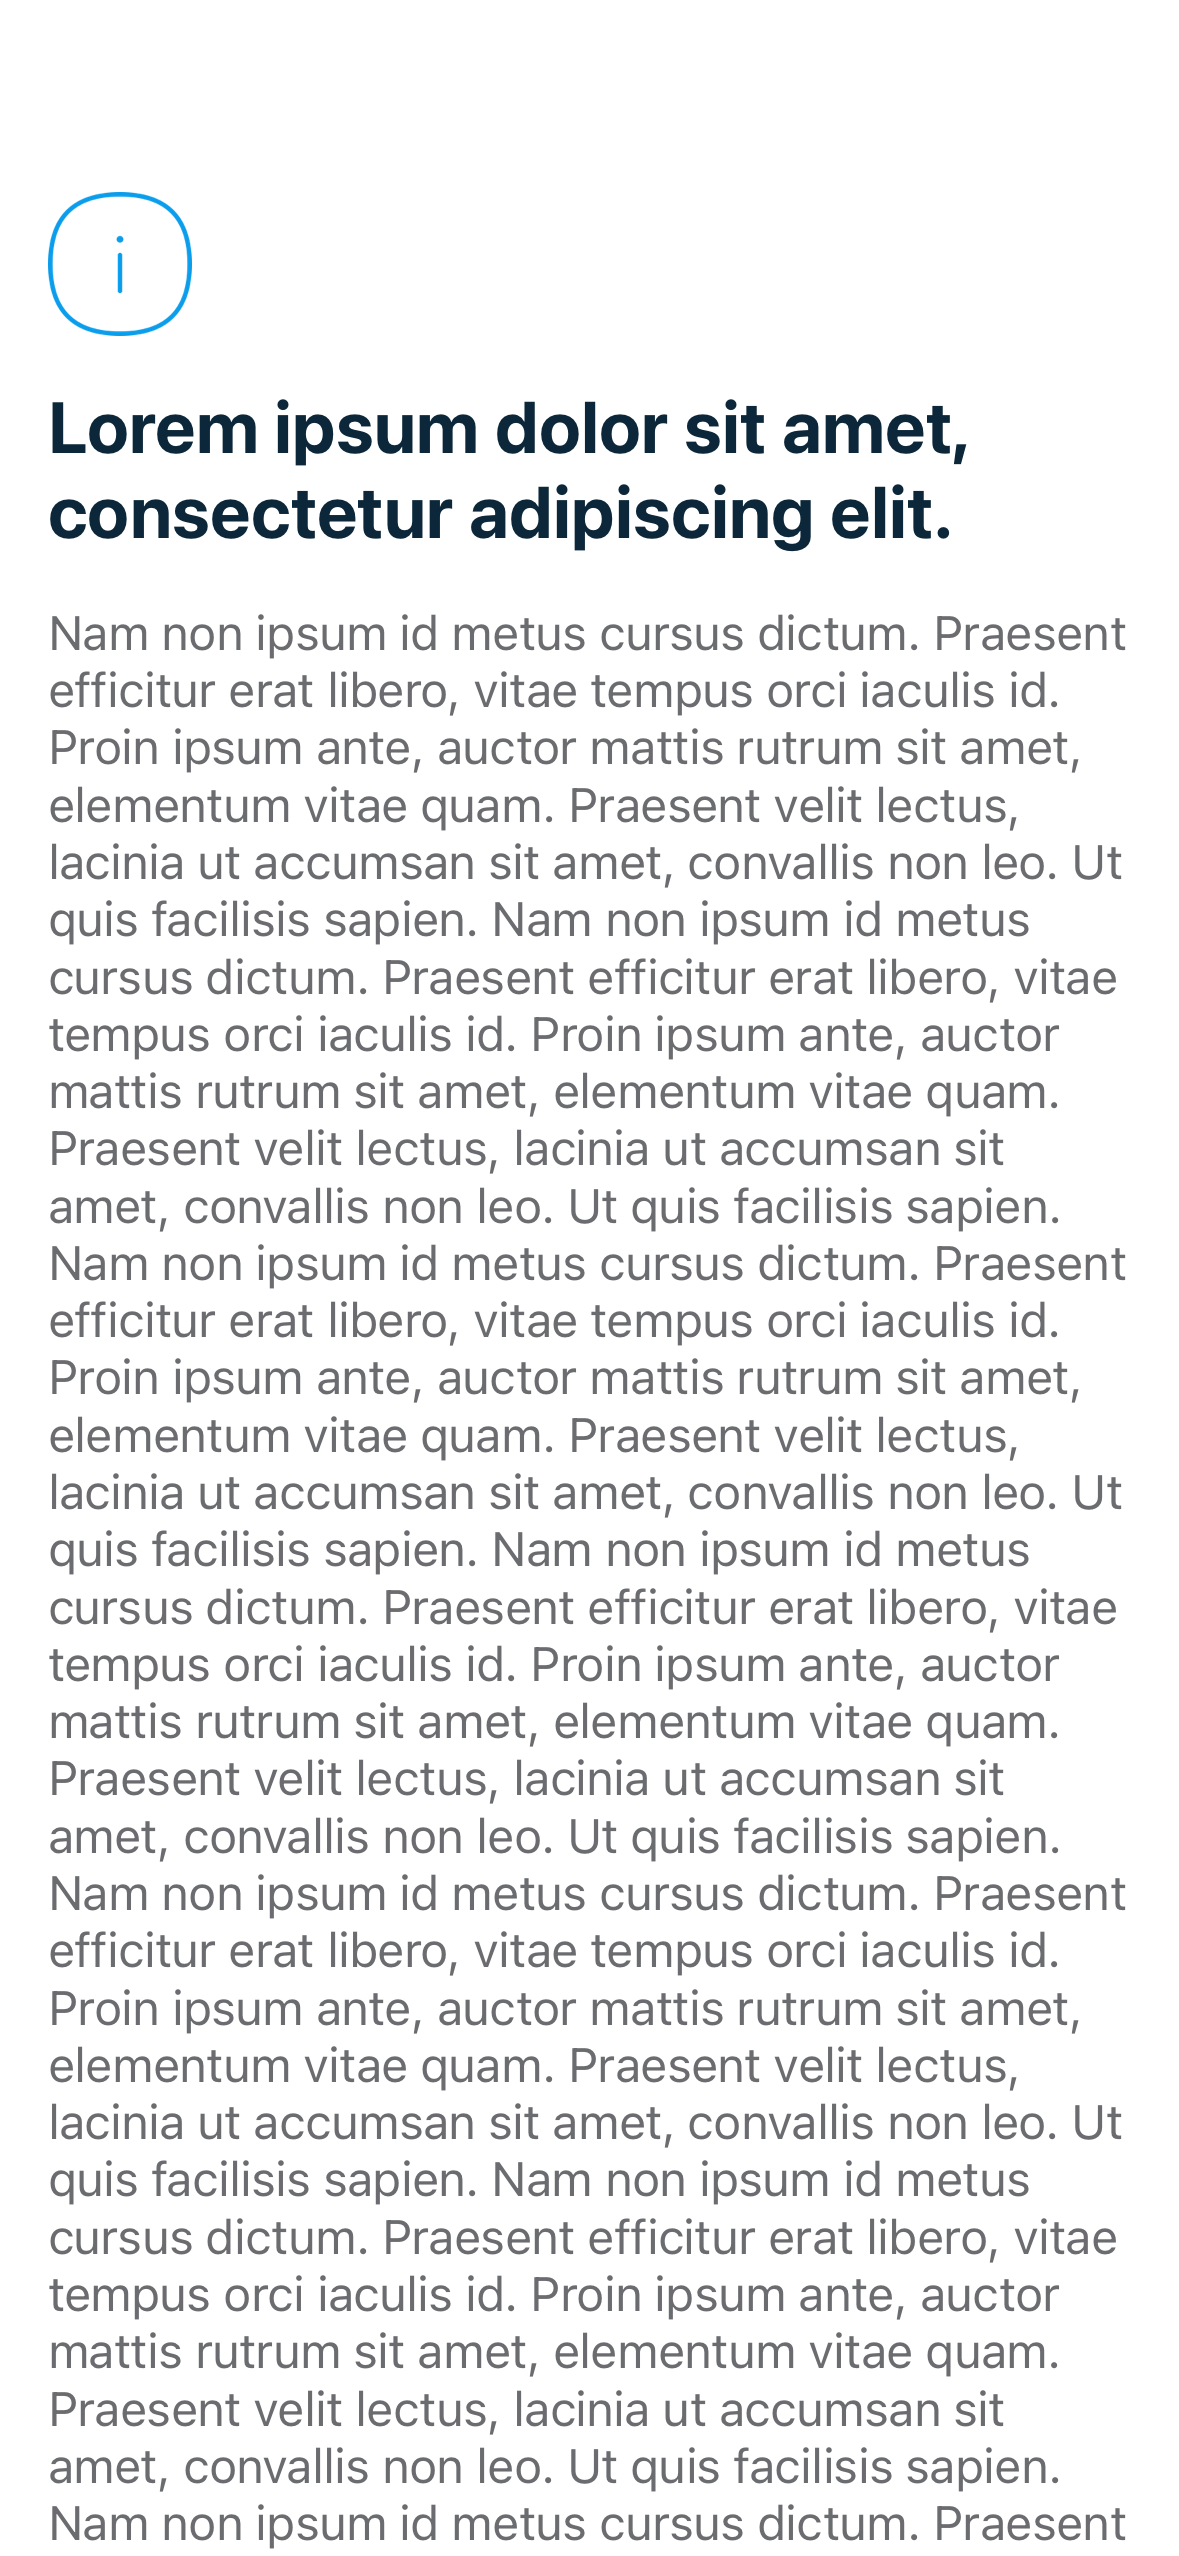 i
Lorem ipsum dolor sit amet,
consectetur adipiscing elit.
Nam non ipsum id metus cursus dictum. Praesent
efficitur erat libero, vitae tempus orci iaculis id.
Proin ipsum ante, auctor mattis rutrum sit amet,
elementum vitae quam. Praesent velit lectus,
lacinia ut accumsan sit amet, convallis non leo. Ut
quis facilisis sapien. Nam non ipsum id metus
cursus dictum. Praesent efficitur erat libero, vitae
tempus orci iaculis id. Proin ipsum ante, auctor
mattis rutrum sit amet, elementum vitae quam.
Praesent velit lectus, lacinia ut accumsan sit
amet, convallis non leo. Ut quis facilisis sapien.
Nam non ipsum id metus cursus dictum. Praesent
efficitur erat libero, vitae tempus orci iaculis id.
Proin ipsum ante, auctor mattis rutrum sit amet,
elementum vitae quam. Praesent velit lectus,
lacinia ut accumsan sit amet, convallis non leo. Ut
quis facilisis sapien. Nam non ipsum id metus
cursus dictum. Praesent efficitur erat libero, vitae
tempus orci iaculis id. Proin ipsum ante, auctor
mattis rutrum sit amet, elementum vitae quam.
Praesent velit lectus, lacinia ut accumsan sit
amet, convallis non leo. Ut quis facilisis sapien.
Nam non ipsum id metus cursus dictum. Praesent
efficitur erat libero, vitae tempus orci iaculis id.
Proin ipsum ante, auctor mattis rutrum sit amet,
elementum vitae quam. Praesent velit lectus,
lacinia ut accumsan sit amet, convallis non leo. Ut
quis facilisis sapien. Nam non ipsum id metus
cursus dictum. Praesent efficitur erat libero, vitae
tempus orci iaculis id. Proin ipsum ante, auctor
mattis rutrum sit amet, elementum vitae quam.
Praesent velit lectus, lacinia ut accumsan sit
amet, convallis non leo. Ut quis facilisis sapien.
Nam non ipsum id metus cursus dictum. Praesent